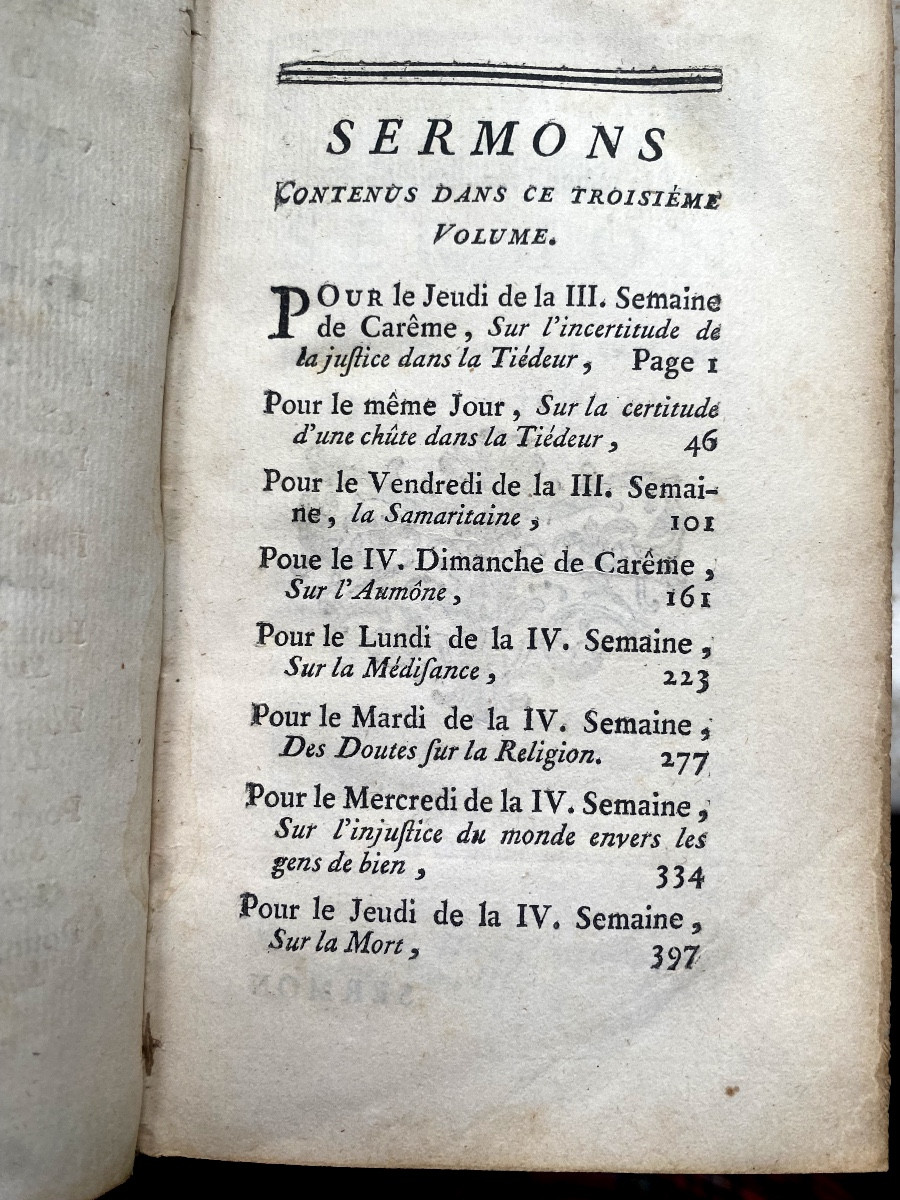 SERMONS
CONTENUS DANS CE TROISIÉME
VOLUME.
POUR le Jeudi de la III. Semaine
de Carême, Sur l'incertitude de
la juſtice dans la Tiédeur, Page 1
Pour le même Jour, Sur la certitude
d'une chûte dans la Tiédeur, 46
Pour le Vendredi de la III. Semai-
ne, la Samaritaine, 101
Poue le IV. Dimanche de Carême,
Sur l'Aumône, 161
Pour le Lundi de la IV. Semaine,
Sur la Médiſance, 223
Pour le Mardi de la IV. Semaine,
Des Doutes ſur la Religion. 277
Pour le Mercredi de la IV. Semaine,
Sur l'injuſtice du monde envers les
gens de bien, 334
Pour le Jeudi de la IV. Semaine,
Sur la Mort, 397
SERMON